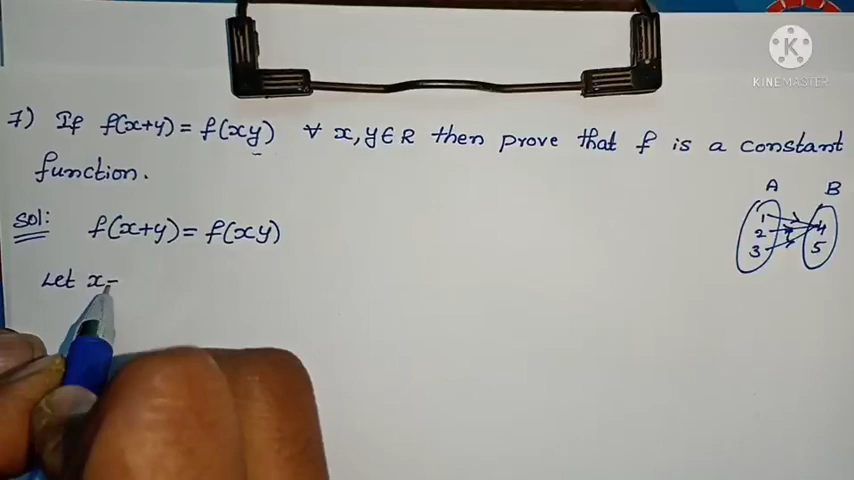 KINEMASTER
7) If f(x+y) = f(xy) ∀ x, y ∈ R then prove that f is a constant
function.
A B
1 4
2 5
3
Sol: f(x+y) = f(xy)
Let x=